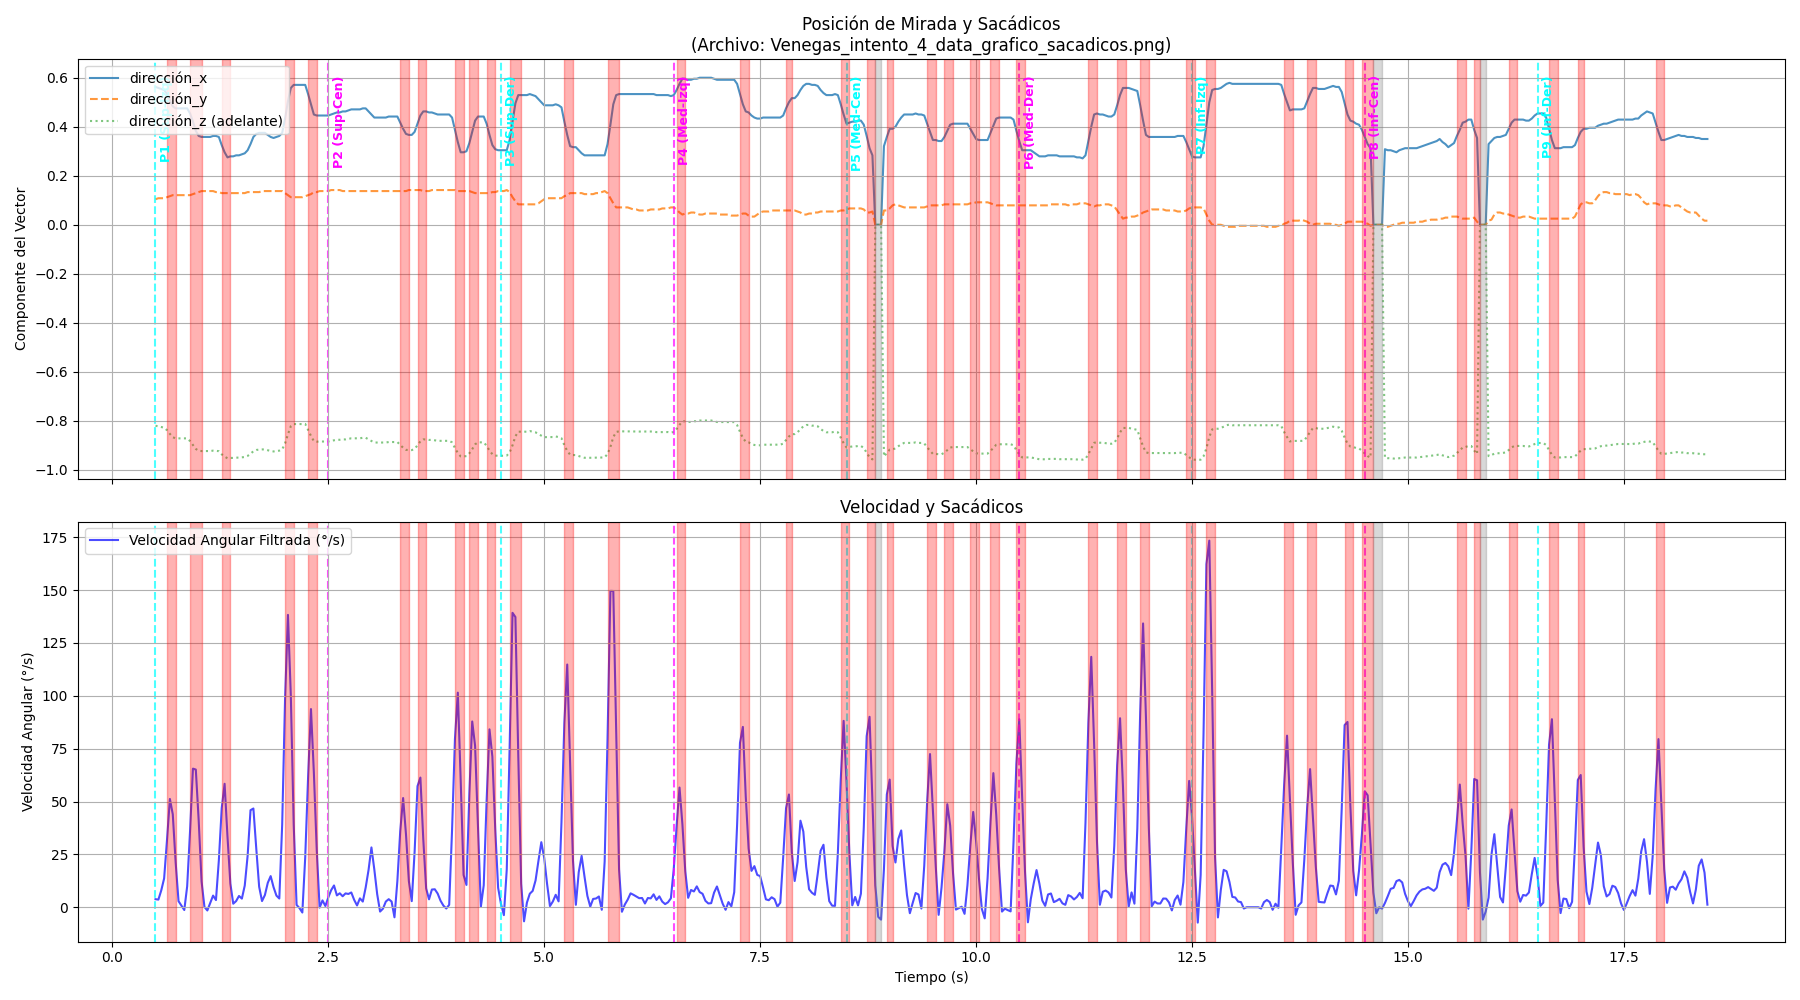 Posición de Mirada y Sacádicos
(Archivo: Venegas_intento_4_data_grafico_sacadicos.png)
Componente del Vector
0.6
0.4
0.2
0.0
−0.2
−0.4
−0.6
−0.8
−1.0
dirección_x
dirección_y
dirección_z (adelante)
P1
P2 (Sup-Cen)
P3 (Sup-Der)
P4 (Med-Izq)
P5 (Med-Cen)
P6 (Med-Der)
P7 (Inf-Izq)
P8 (Inf-Cen)
P9 (Inf-Der)
Velocidad y Sacádicos
Velocidad Angular (°/s)
175
150
125
100
75
50
25
0
Velocidad Angular Filtrada (°/s)
0.0
2.5
5.0
7.5
10.0
12.5
15.0
17.5
Tiempo (s)